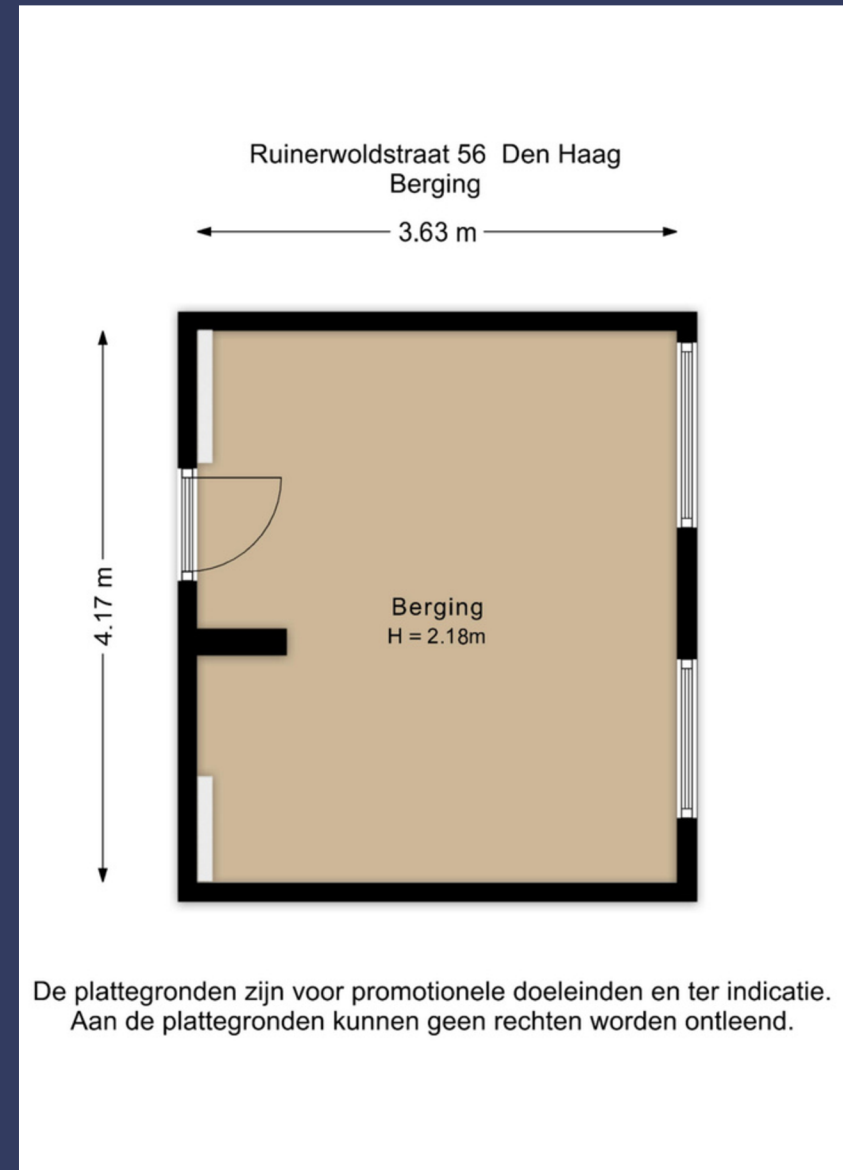 Ruinerwoldstraat 56 Den Haag
Berging
3.63 m
4.17 m
Berging
H = 2.18m
De plattegronden zijn voor promotionele doeleinden en ter indicatie.
Aan de plattegronden kunnen geen rechten worden ontleend.